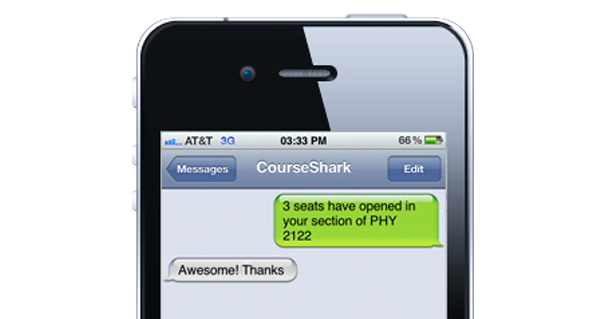 AT&T 3G 03:33 PM 66%
Messages CourseShark Edit
3 seats have opened in
your section of PHY
2122
Awesome! Thanks